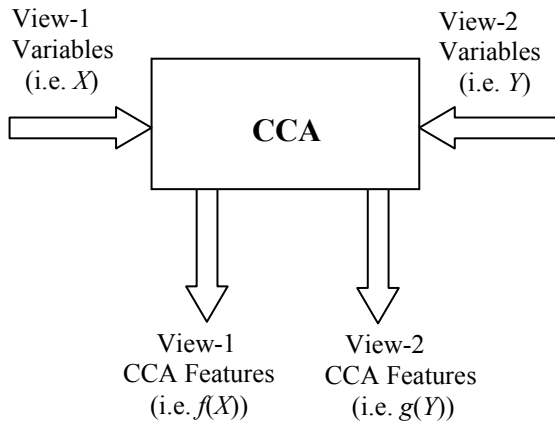 View-1
Variables
(i.e. X)
View-2
Variables
(i.e. Y)
CCA
View-1
CCA Features
(i.e. f(X))
View-2
CCA Features
(i.e. g(Y))